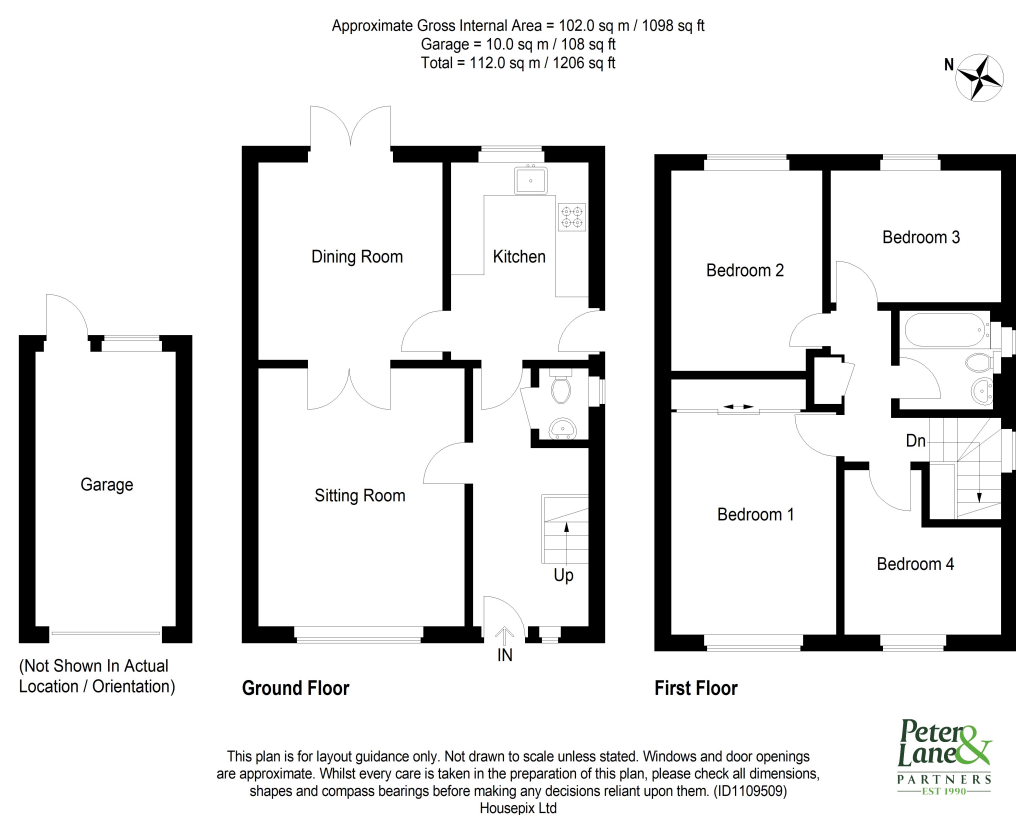 Approximate Gross Internal Area = 102.0 sq m / 1098 sq ft
Garage = 10.0 sq m / 108 sq ft
Total = 112.0 sq m / 1206 sq ft
N
Dining Room
Kitchen
Bedroom 2
Bedroom 3
Garage
Sitting Room
Up
IN
Dn
Bedroom 1
Bedroom 4
(Not Shown In Actual
Location / Orientation)
Ground Floor
First Floor
This plan is for layout guidance only. Not drawn to scale unless stated. Windows and door openings
are approximate. Whilst every care is taken in the preparation of this plan, please check all dimensions,
shapes and compass bearings before making any decisions reliant upon them. (ID1109509)
Housepix Ltd
Peter &
Lane
PARTNERS
EST 1990